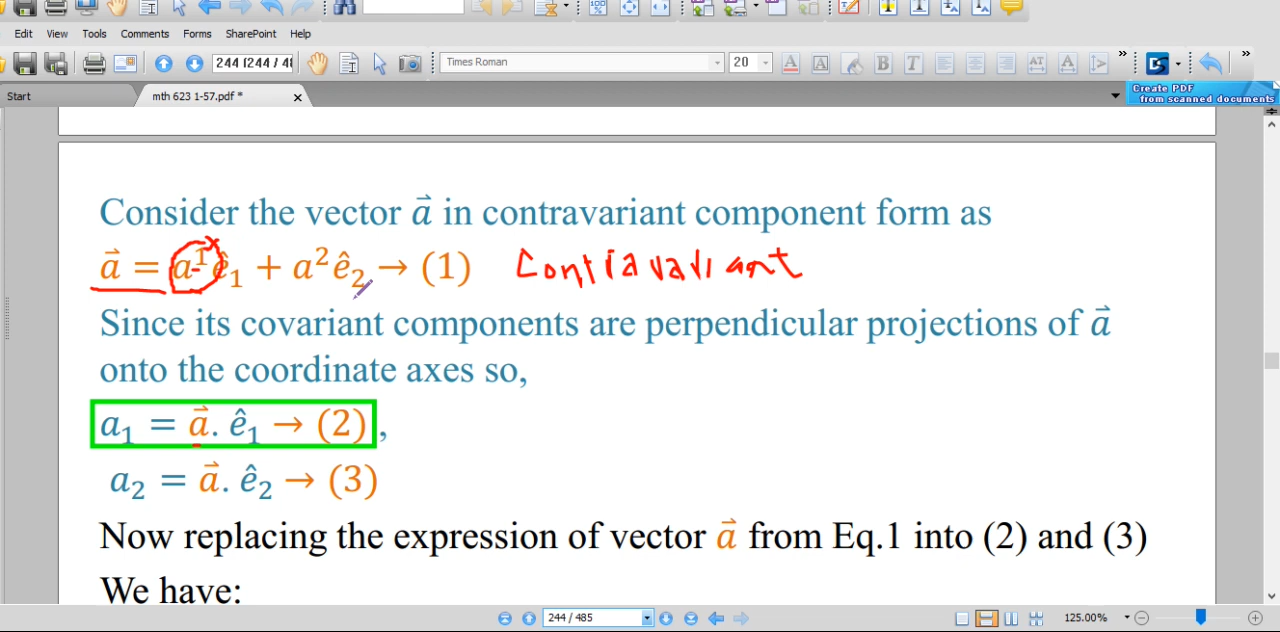 Edit View Tools Comments Forms SharePoint Help
244 (244 / 48 Times Roman 20
Start mth 623 1-57.pdf * Create PDF
from scanned documents
Consider the vector a⃗ in contravariant component form as
a⃗ = a¹ê₁ + a²ê₂ → (1) Contravariant
Since its covariant components are perpendicular projections of a⃗
onto the coordinate axes so,
a₁ = a⃗. ê₁ → (2),
a₂ = a⃗. ê₂ → (3)
Now replacing the expression of vector a⃗ from Eq.1 into (2) and (3)
We have:
244 / 485 125.00%